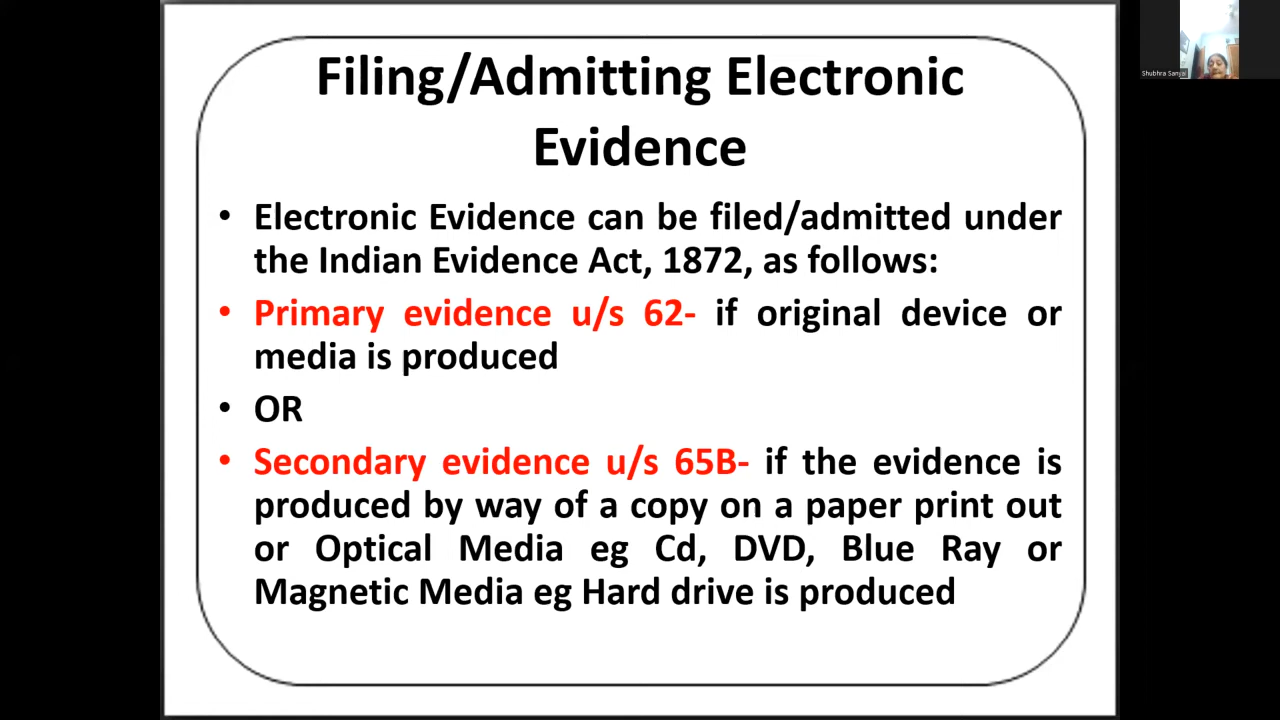 Filing/Admitting Electronic
Evidence
• Electronic Evidence can be filed/admitted under
the Indian Evidence Act, 1872, as follows:
• Primary evidence u/s 62- if original device or
media is produced
• OR
• Secondary evidence u/s 65B- if the evidence is
produced by way of a copy on a paper print out
or Optical Media eg Cd, DVD, Blue Ray or
Magnetic Media eg Hard drive is produced
Shubhra Sanyal